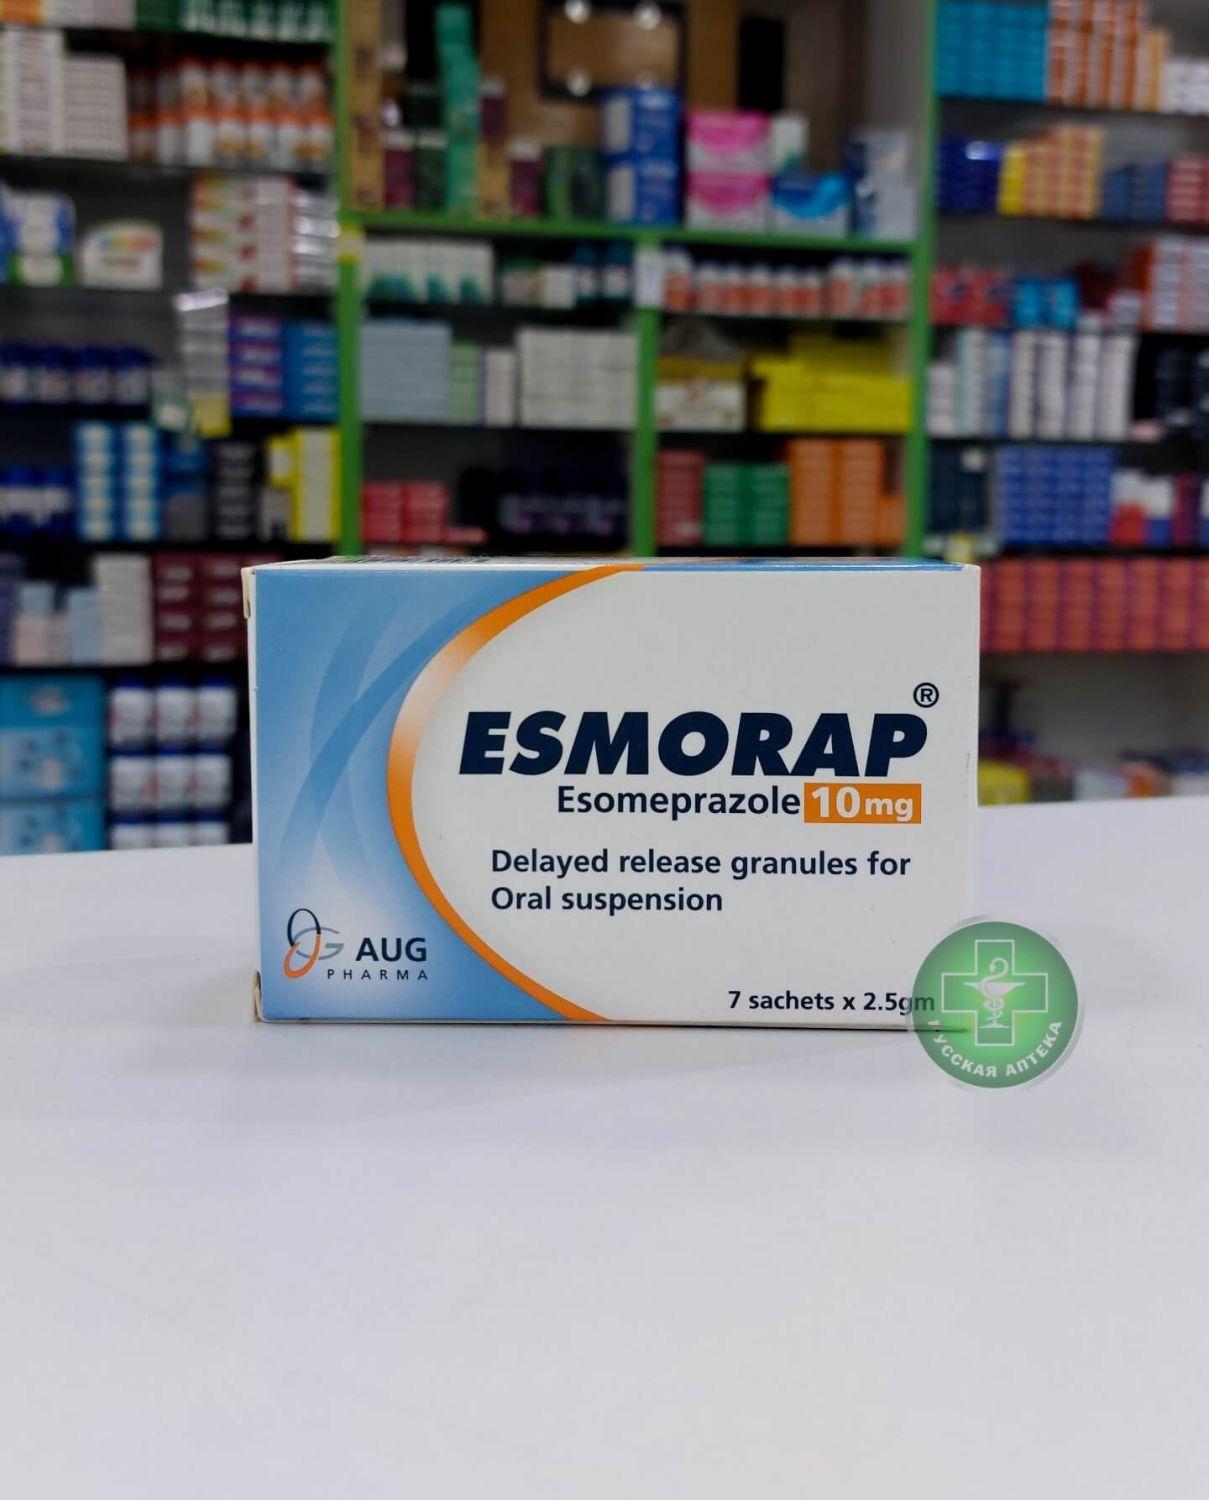 ESMORAP®
Esomeprazole 10mg
Delayed release granules for
Oral suspension
AUG
PHARMA
7 sachets x 2.5gm
РУССКАЯ АПТЕКА